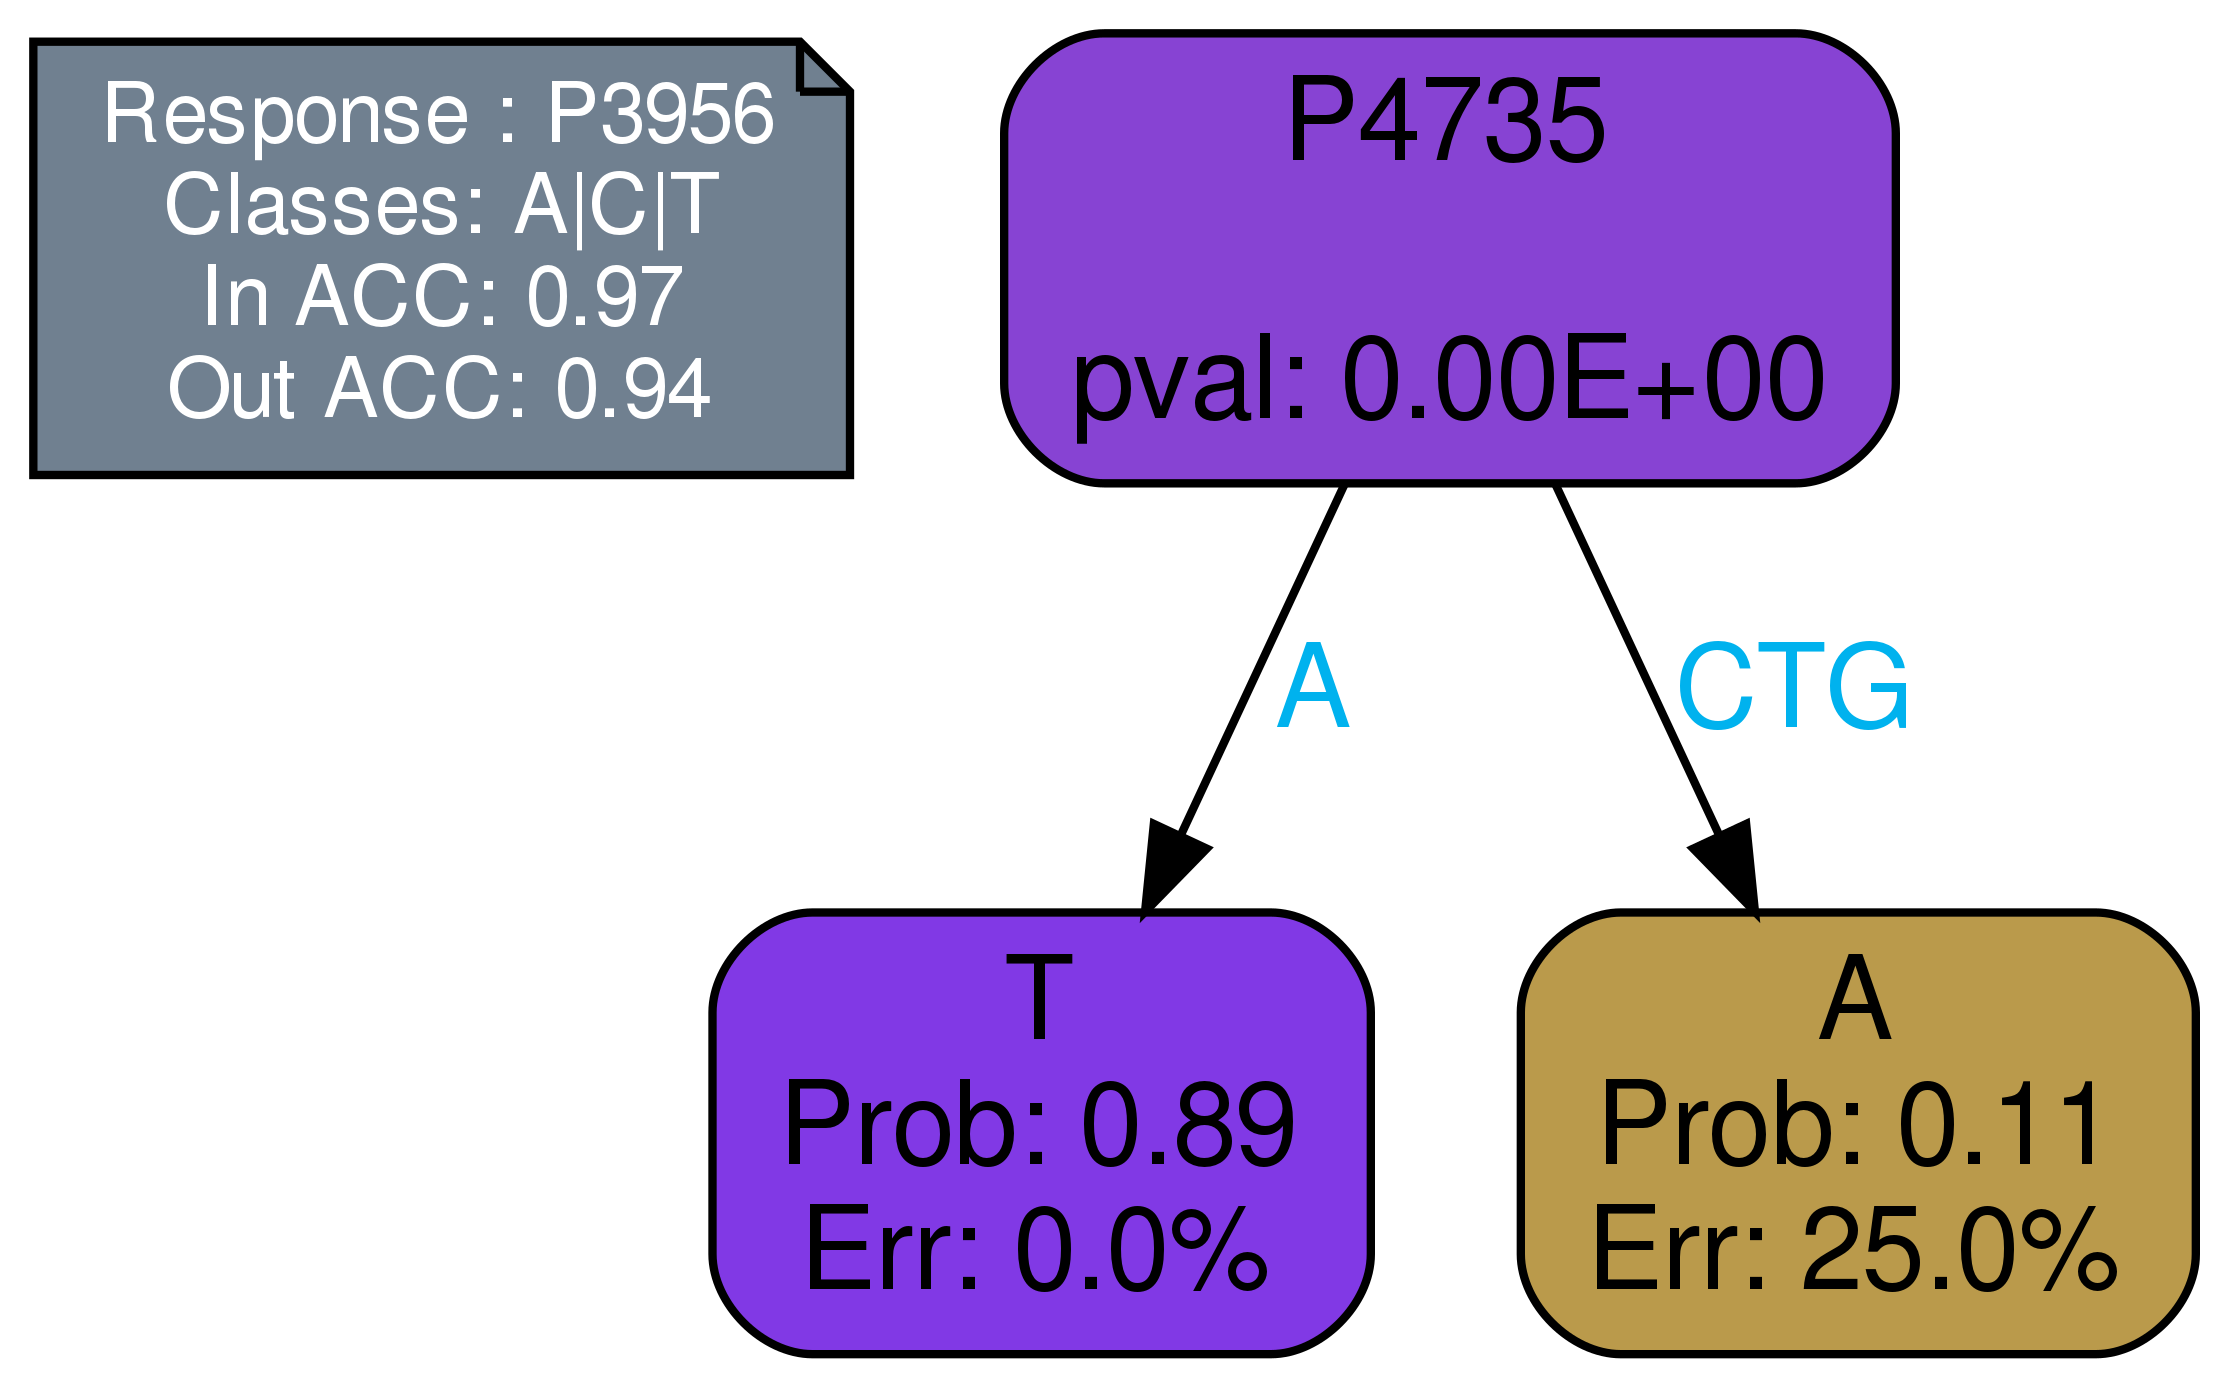 Response : P3956
Classes: A|C|T
In ACC: 0.97
Out ACC: 0.94
P4735
pval: 0.00E+00
A
CTG
T
Prob: 0.89
Err: 0.0%
A
Prob: 0.11
Err: 25.0%